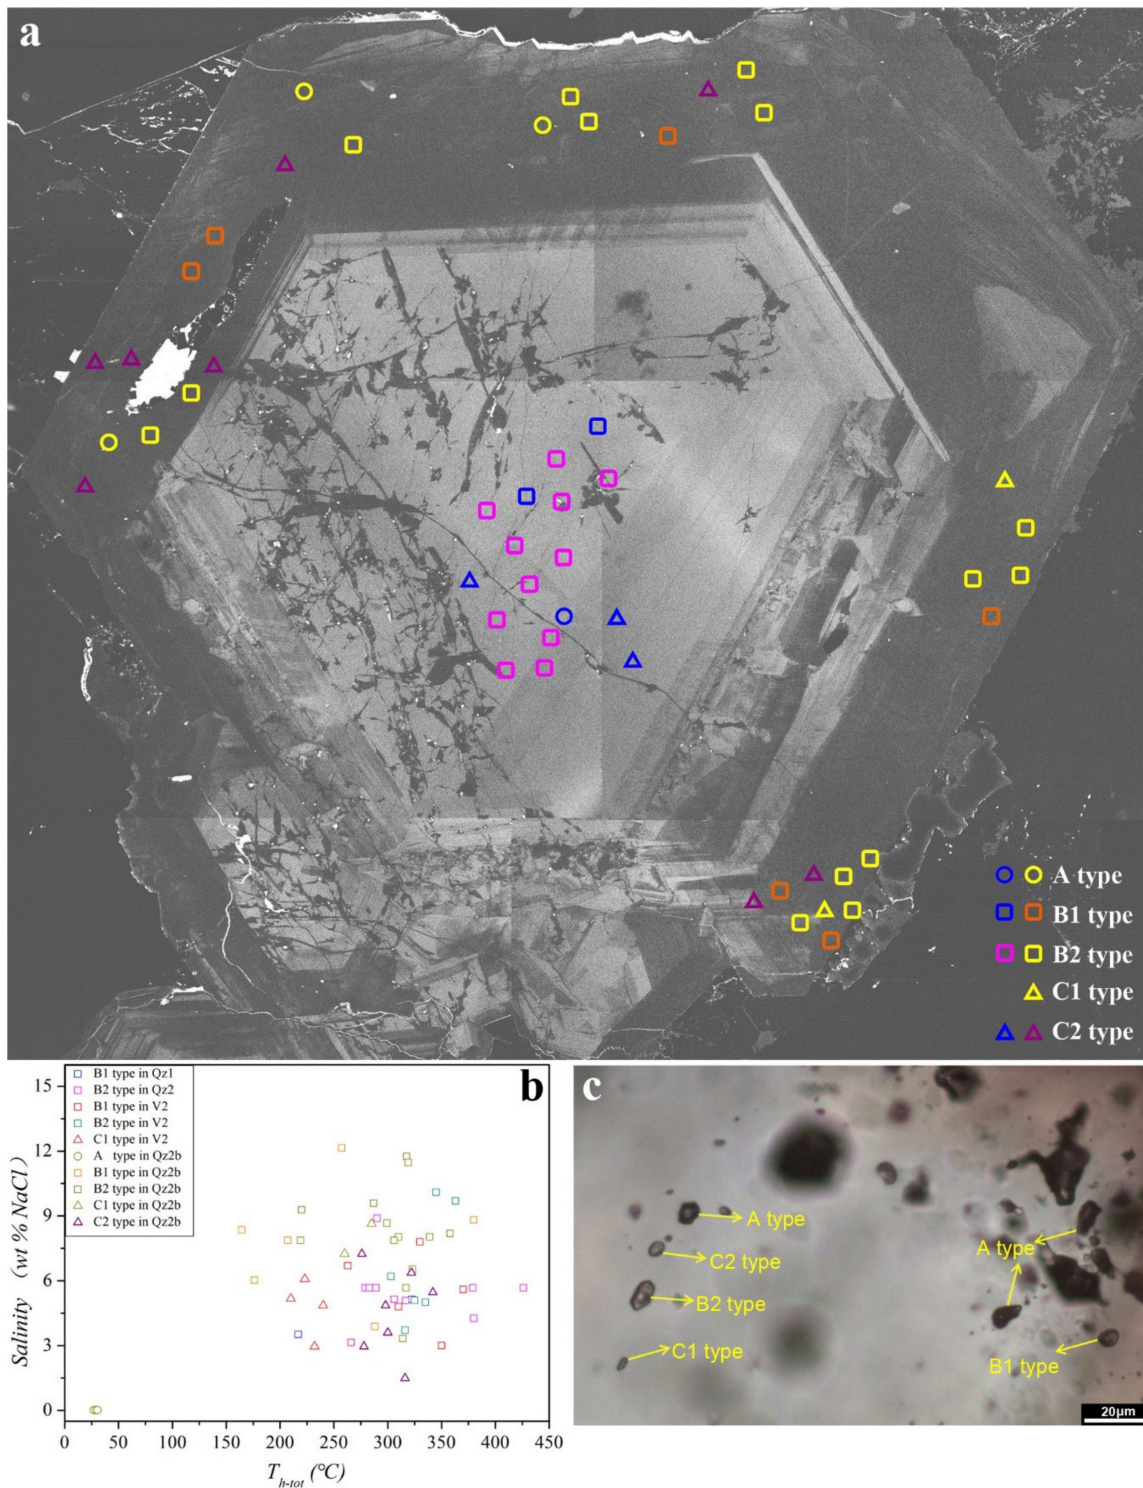 a
A type
B1 type
B2 type
C1 type
C2 type
b
B1 type in Qz1
B2 type in Qz2
B1 type in V2
B2 type in V2
C1 type in V2
A type in Qz2b
B1 type in Qz2b
B2 type in Qz2b
C1 type in Qz2b
C2 type in Qz2b
15
12
9
6
3
0
Salinity (wt % NaCl)
0 50 100 150 200 250 300 350 400 450
T h-tot (℃)
c
A type
C2 type
B2 type
C1 type
A type
B1 type
20μm